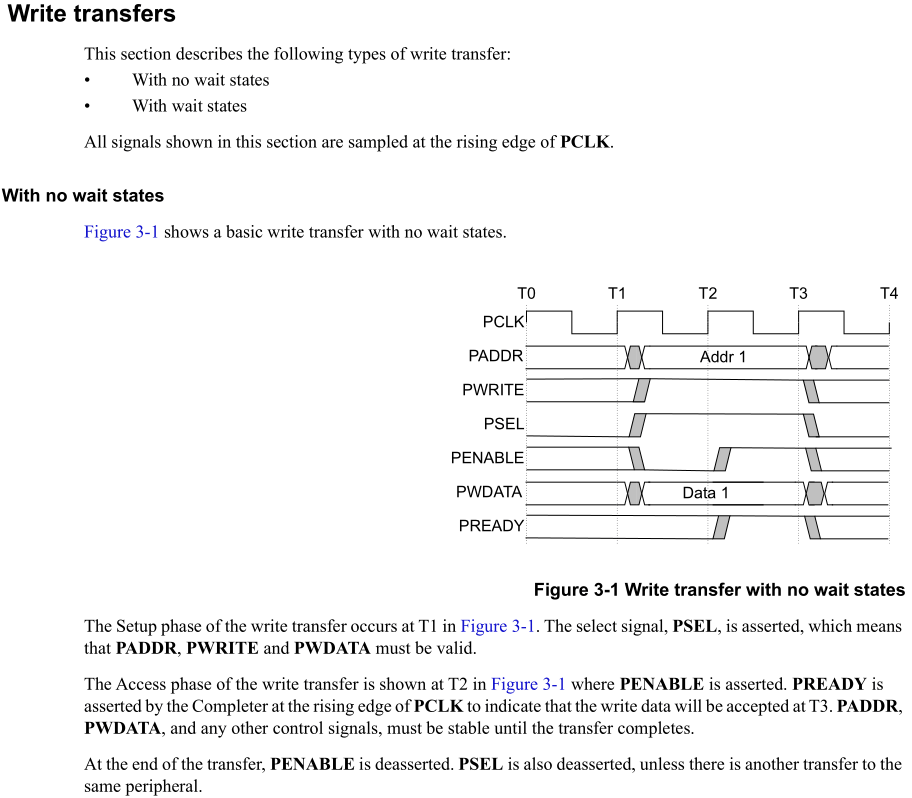 Write transfers
This section describes the following types of write transfer:
• With no wait states
• With wait states
All signals shown in this section are sampled at the rising edge of PCLK.
With no wait states
Figure 3-1 shows a basic write transfer with no wait states.
T0 T1 T2 T3 T4
PCLK
PADDR Addr 1
PWRITE
PSEL
PENABLE
PWDATA Data 1
PREADY
Figure 3-1 Write transfer with no wait states
The Setup phase of the write transfer occurs at T1 in Figure 3-1. The select signal, PSEL, is asserted, which means
that PADDR, PWRITE and PWDATA must be valid.
The Access phase of the write transfer is shown at T2 in Figure 3-1 where PENABLE is asserted. PREADY is
asserted by the Completer at the rising edge of PCLK to indicate that the write data will be accepted at T3. PADDR,
PWDATA, and any other control signals, must be stable until the transfer completes.
At the end of the transfer, PENABLE is deasserted. PSEL is also deasserted, unless there is another transfer to the
same peripheral.